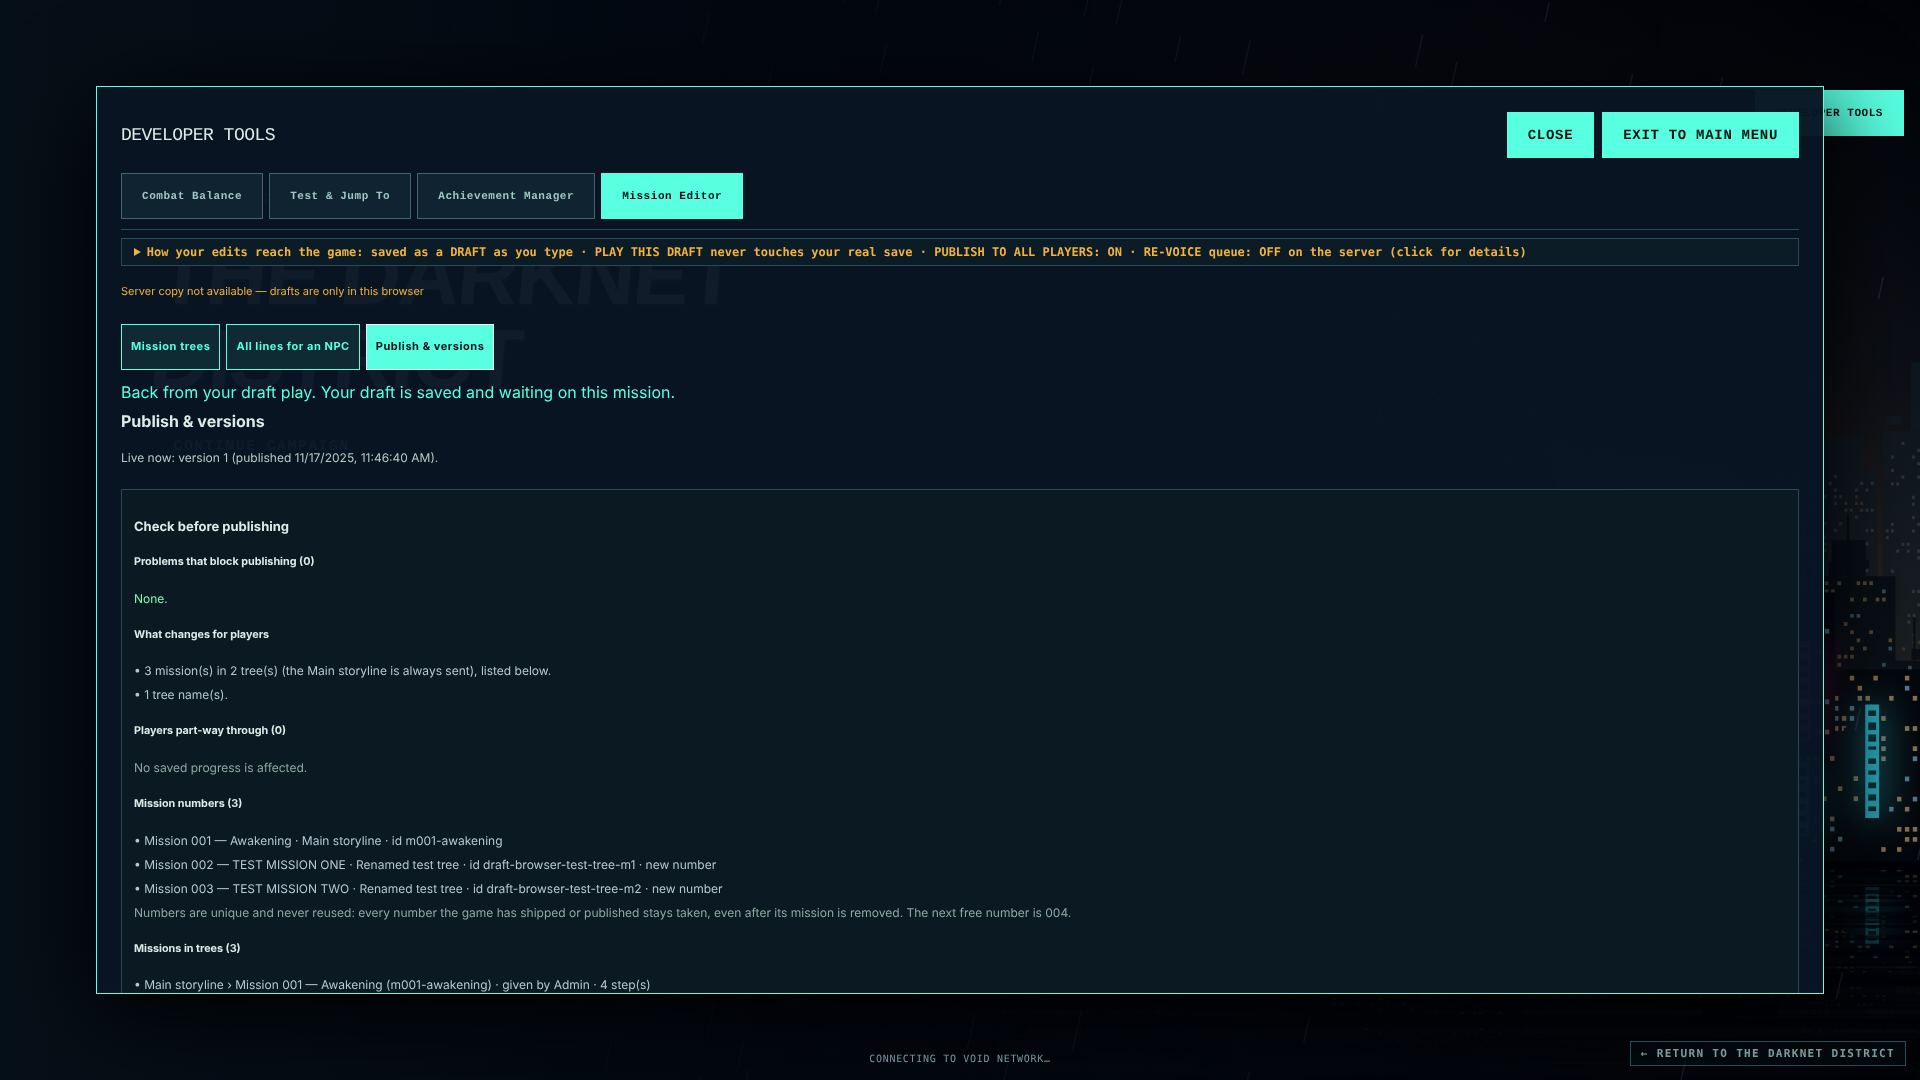 DEVELOPER TOOLS
CLOSE
EXIT TO MAIN MENU
PER TOOLS
Combat Balance
Test & Jump To
Achievement Manager
Mission Editor
▶ How your edits reach the game: saved as a DRAFT as you type · PLAY THIS DRAFT never touches your real save · PUBLISH TO ALL PLAYERS: ON · RE-VOICE queue: OFF on the server (click for details)
THE DARKNET
Server copy not available — drafts are only in this browser
Mission trees
All lines for an NPC
Publish & versions
DISTRICT
Back from your draft play. Your draft is saved and waiting on this mission.
Publish & versions
CONTINUE CAMPAIGN
Live now: version 1 (published 11/17/2025, 11:46:40 AM).
Check before publishing
Problems that block publishing (0)
None.
What changes for players
• 3 mission(s) in 2 tree(s) (the Main storyline is always sent), listed below.
• 1 tree name(s).
Players part-way through (0)
No saved progress is affected.
Mission numbers (3)
• Mission 001 — Awakening · Main storyline · id m001-awakening
• Mission 002 — TEST MISSION ONE · Renamed test tree · id draft-browser-test-tree-m1 · new number
• Mission 003 — TEST MISSION TWO · Renamed test tree · id draft-browser-test-tree-m2 · new number
Numbers are unique and never reused: every number the game has shipped or published stays taken, even after its mission is removed. The next free number is 004.
Missions in trees (3)
• Main storyline › Mission 001 — Awakening (m001-awakening) · given by Admin · 4 step(s)
CONNECTING TO VOID NETWORK…
← RETURN TO THE DARKNET DISTRICT